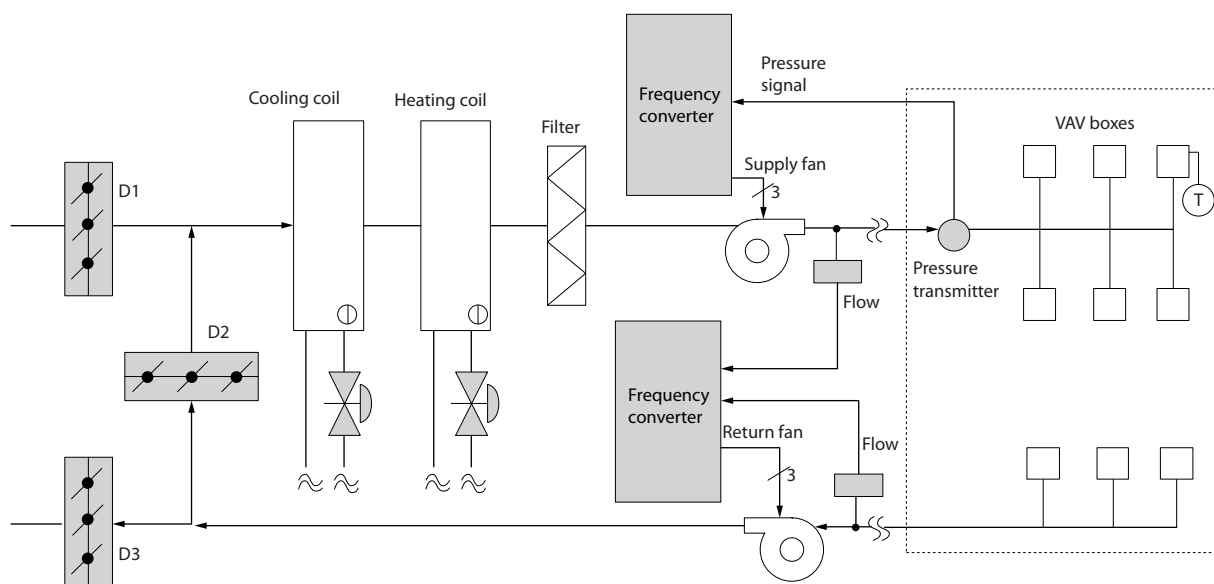 Cooling coil
Heating coil
Filter
D1
D2
D3
Frequency
converter
Pressure
signal
Supply fan
3
VAV boxes
T
Pressure
transmitter
Flow
Frequency
converter
Return fan
3
Flow